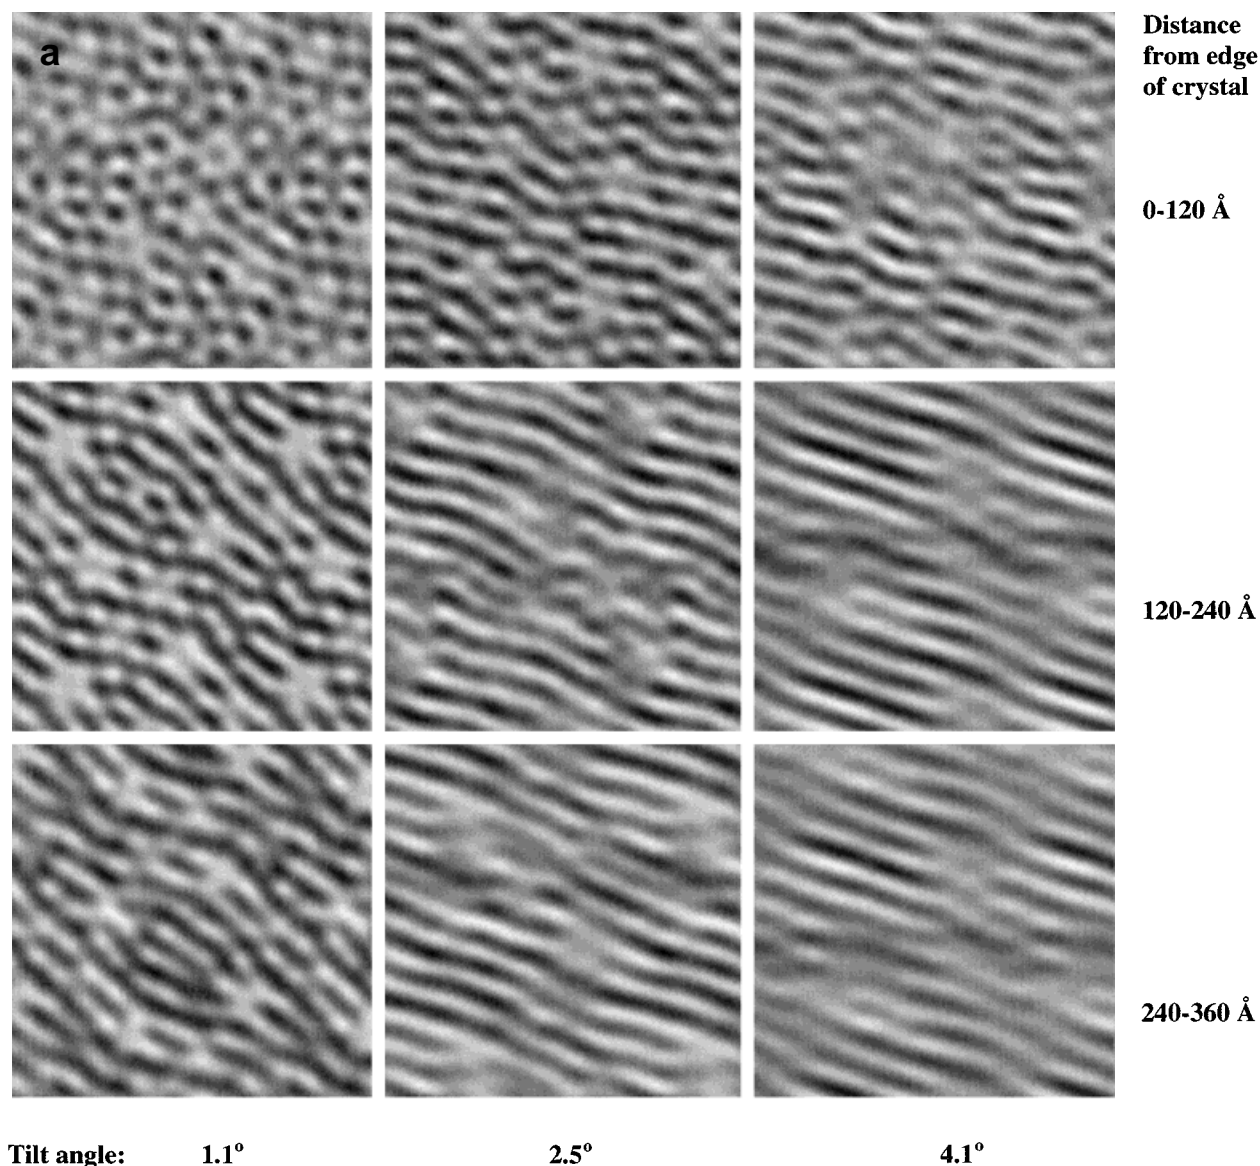 a
Distance
from edge
of crystal
0-120 Å
120-240 Å
240-360 Å
Tilt angle: 1.1° 2.5° 4.1°